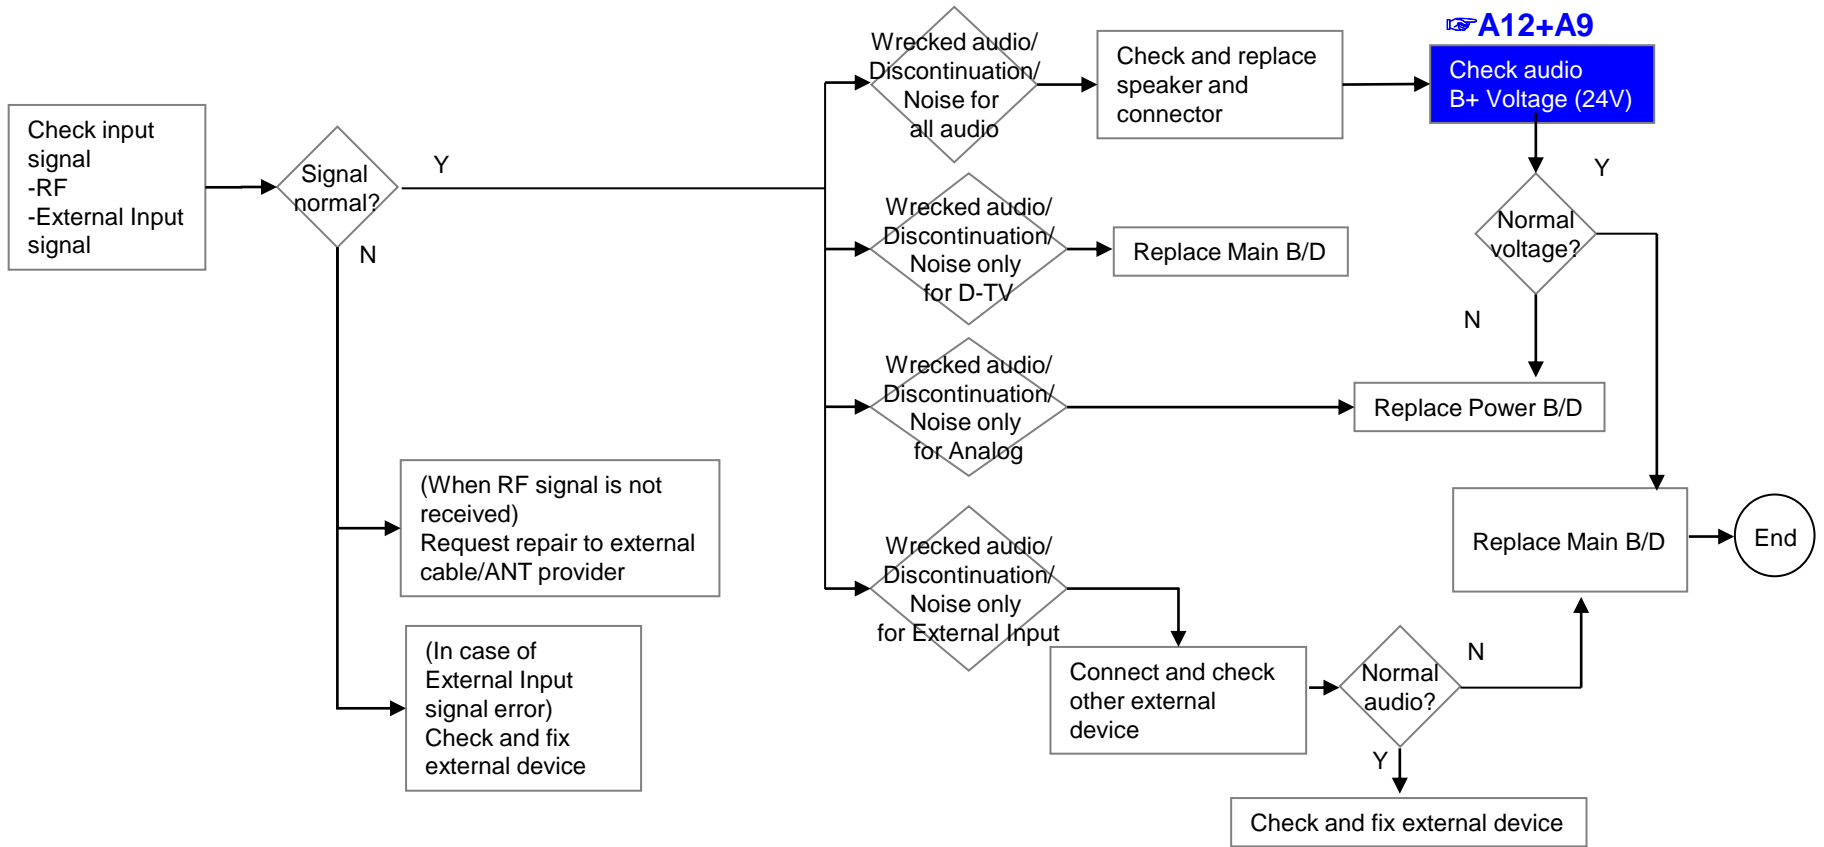 ☞A12+A9
Check input
signal
-RF
-External Input
signal
Signal
normal?
Y
N
(When RF signal is not
received)
Request repair to external
cable/ANT provider
(In case of
External Input
signal error)
Check and fix
external device
Wrecked audio/
Discontinuation/
Noise for
all audio
Check and replace
speaker and
connector
Check audio
B+ Voltage (24V)
Y
Normal
voltage?
N
Wrecked audio/
Discontinuation/
Noise only
for D-TV
Replace Main B/D
Wrecked audio/
Discontinuation/
Noise only
for Analog
Replace Power B/D
Wrecked audio/
Discontinuation/
Noise only
for External Input
Connect and check
other external
device
Normal
audio?
N
Y
Check and fix external device
Replace Main B/D
End